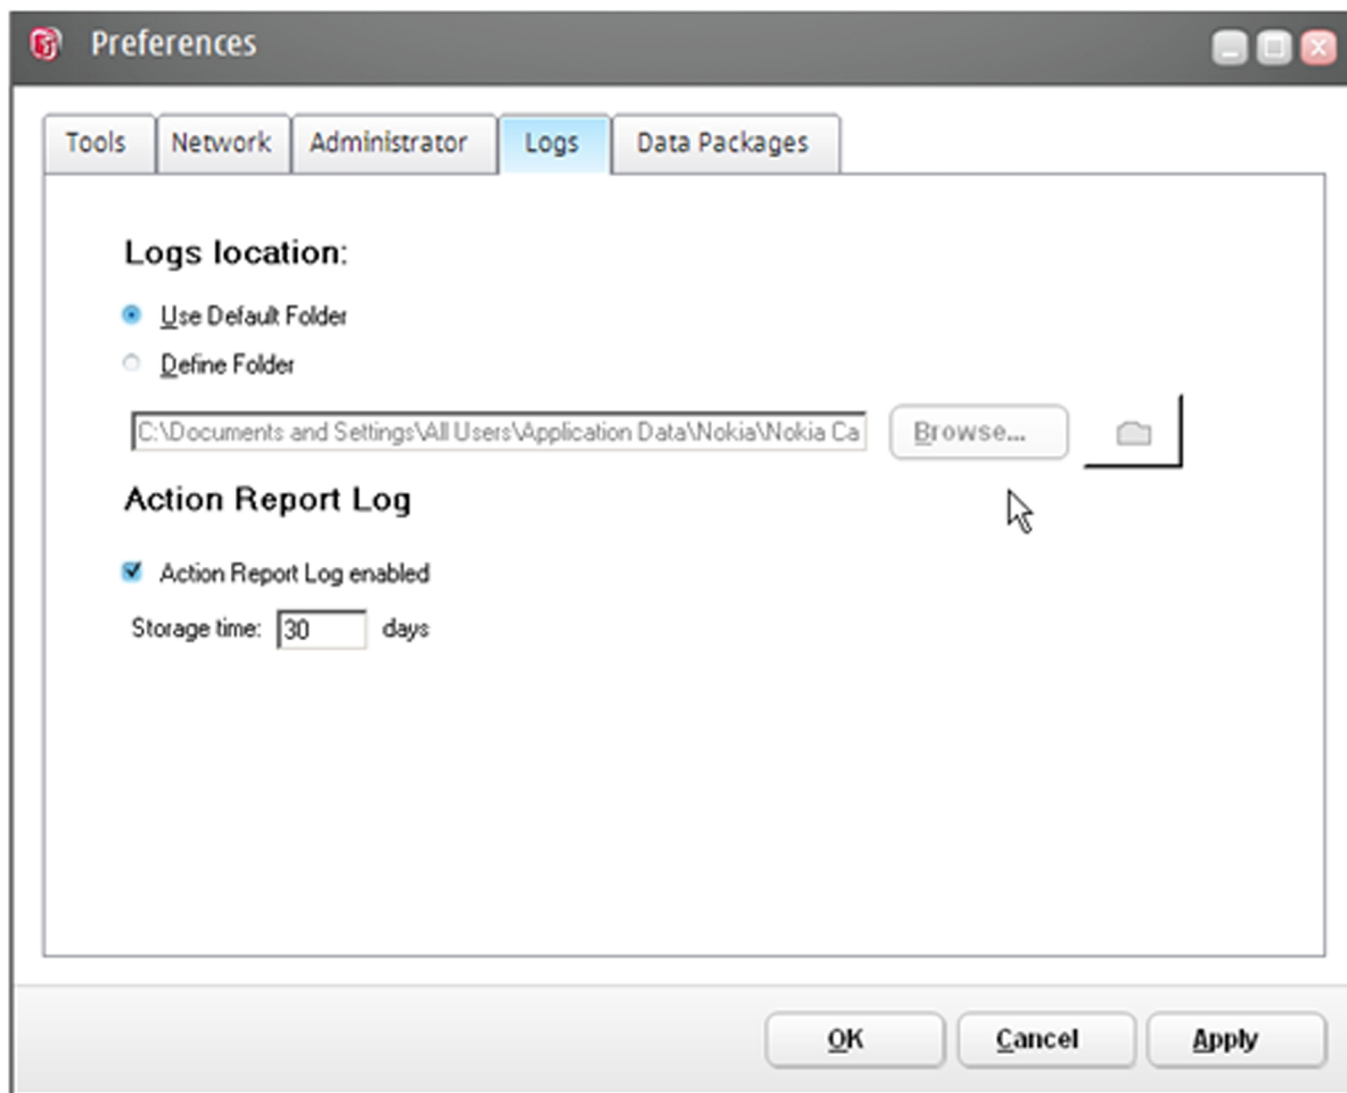 Preferences
Tools Network Administrator Logs Data Packages
Logs location:
Use Default Folder
Define Folder
C:\Documents and Settings\All Users\Application Data\Nokia\Nokia Ca Browse...
Action Report Log
Action Report Log enabled
Storage time: 30 days
OK Cancel Apply